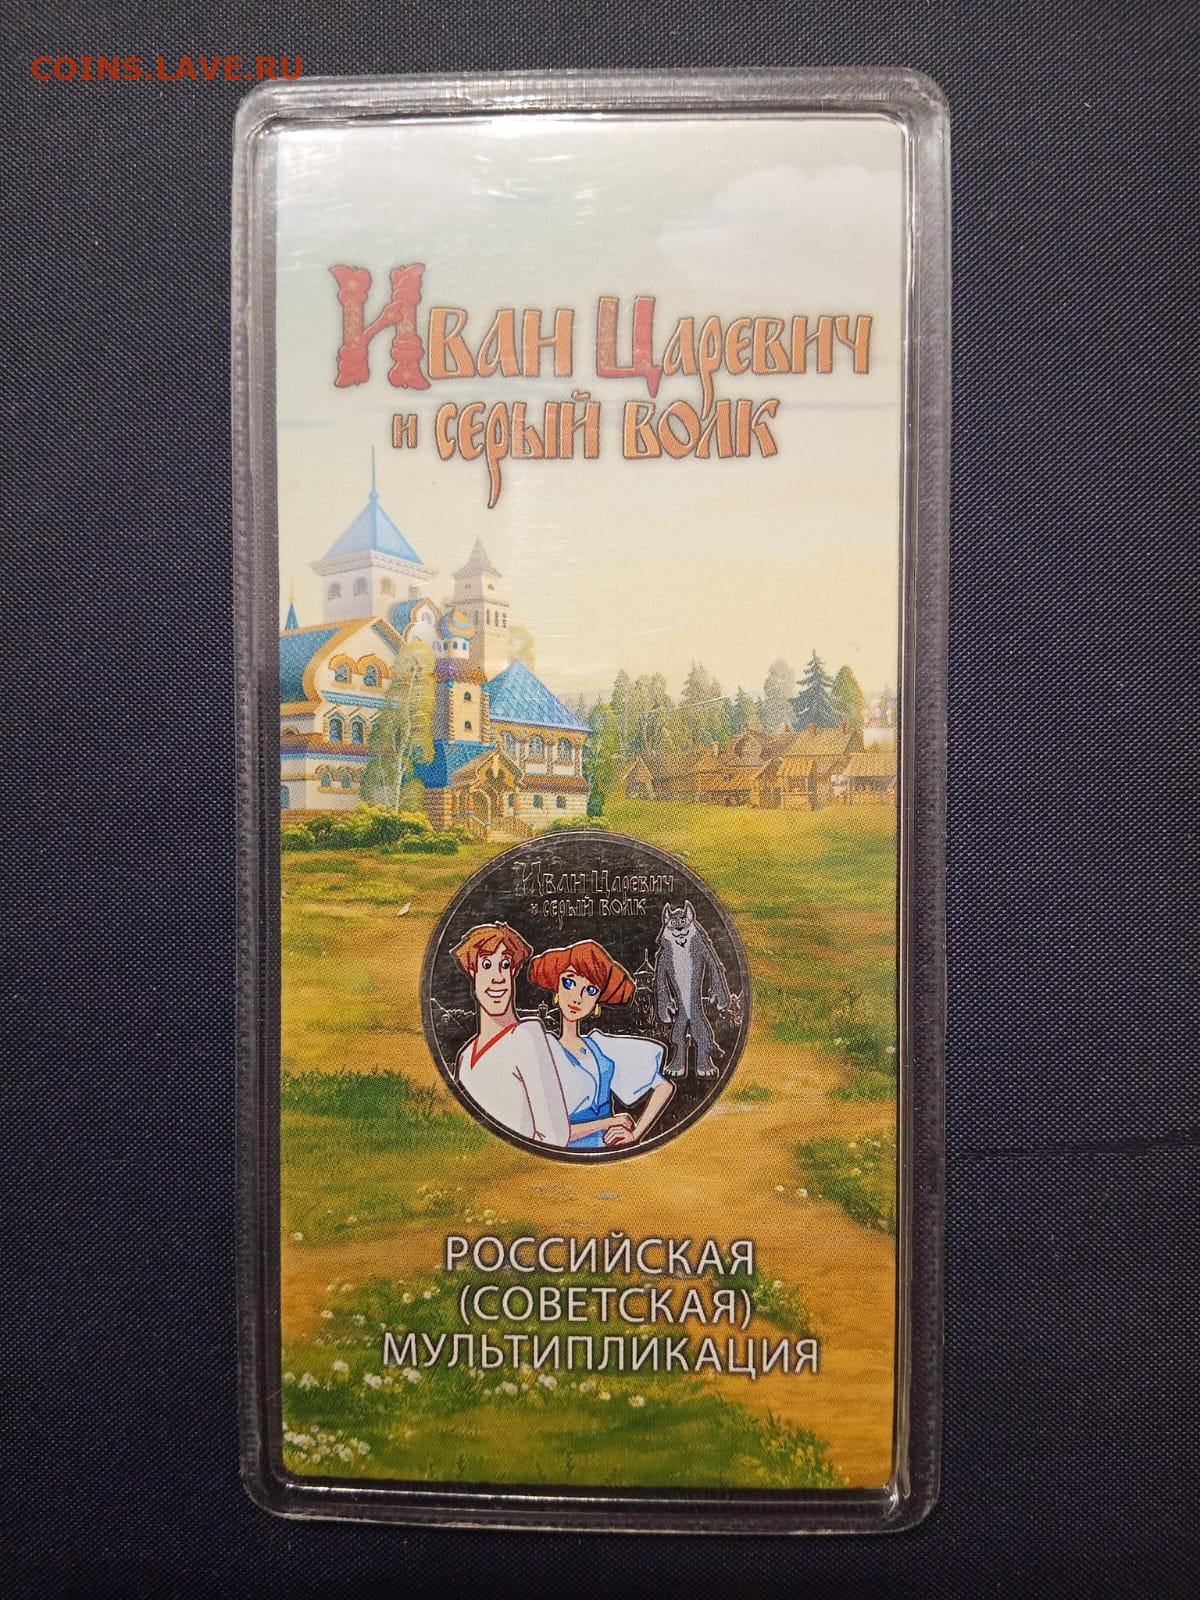 COINS.LAVE.RU
Иван Царевич
и серый волк
Иван Царевич
и серый волк
РОССИЙСКАЯ
(СОВЕТСКАЯ)
МУЛЬТИПЛИКАЦИЯ